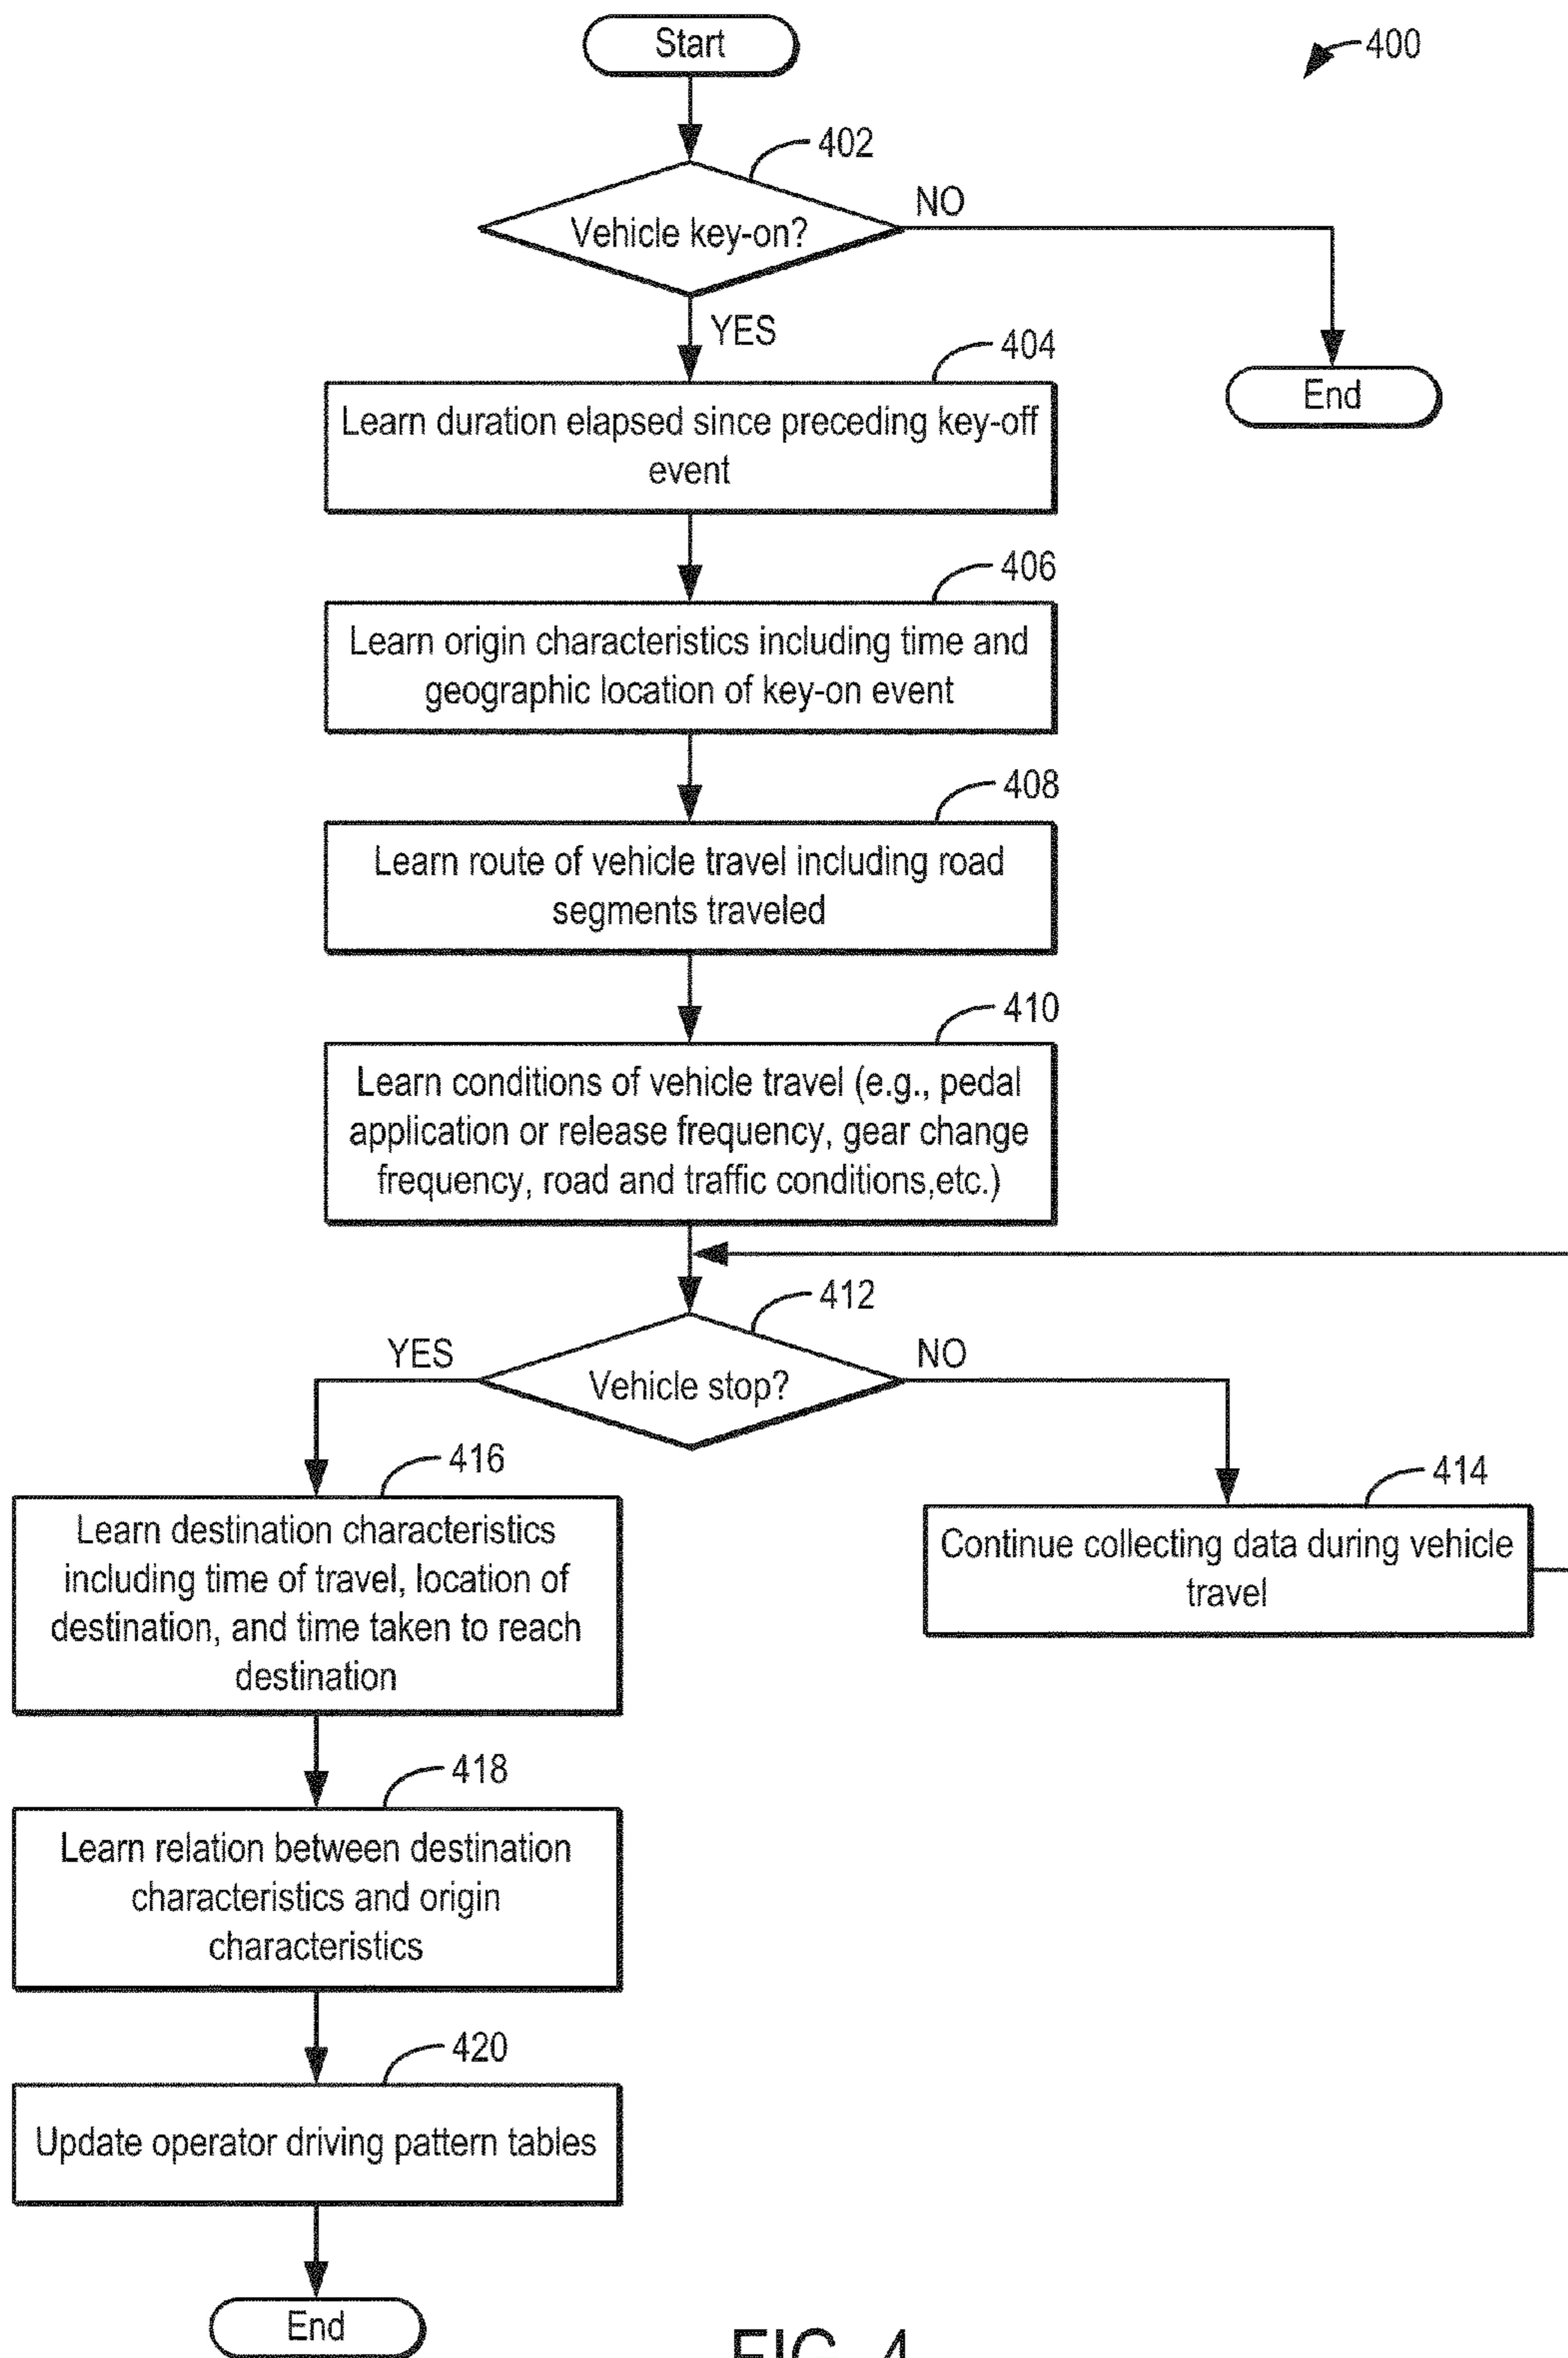 Start
400
402
Vehicle key-on?
NO
YES
End
404
Learn duration elapsed since preceding key-off
event
406
Learn origin characteristics including time and
geographic location of key-on event
408
Learn route of vehicle travel including road
segments traveled
410
Learn conditions of vehicle travel (e.g., pedal
application or release frequency, gear change
frequency, road and traffic conditions,etc.)
412
YES
Vehicle stop?
NO
416
Learn destination characteristics
including time of travel, location of
destination, and time taken to reach
destination
414
Continue collecting data during vehicle
travel
418
Learn relation between destination
characteristics and origin
characteristics
420
Update operator driving pattern tables
End
FIG. 4